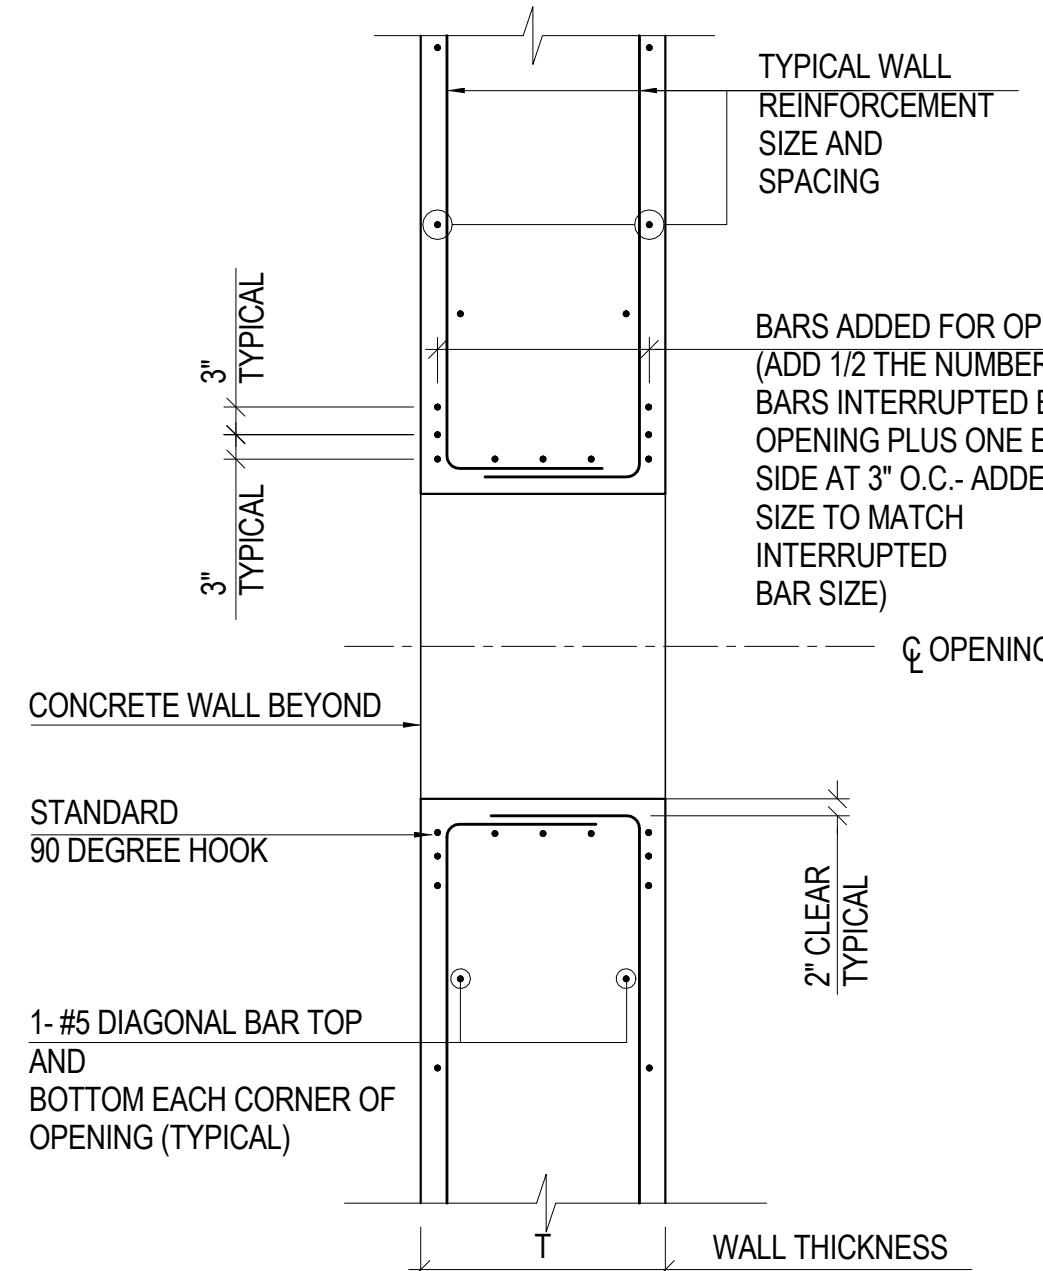 TYPICAL WALL
REINFORCEMENT
SIZE AND
SPACING
3"
TYPICAL
BARS ADDED FOR OP
(ADD 1/2 THE NUMBER
BARS INTERRUPTED
OPENING PLUS ONE
SIDE AT 3" O.C.- ADDE
SIZE TO MATCH
INTERRUPTED
BAR SIZE)
3"
TYPICAL
℄ OPENING
CONCRETE WALL BEYOND
STANDARD
90 DEGREE HOOK
2" CLEAR
TYPICAL
1- #5 DIAGONAL BAR TOP
AND
BOTTOM EACH CORNER OF
OPENING (TYPICAL)
T
WALL THICKNESS